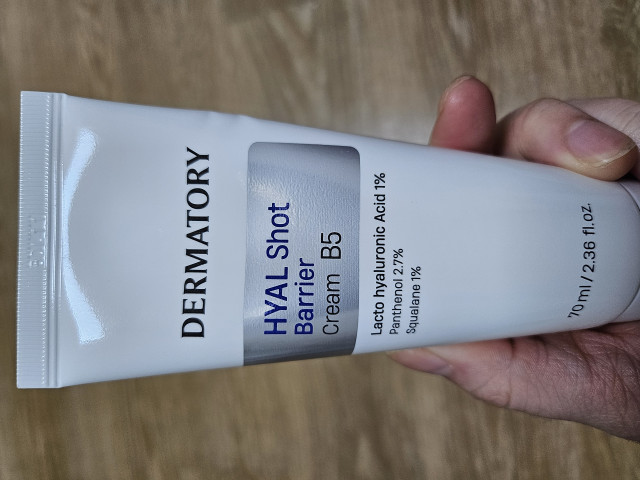 DERMATORY
HYAL Shot
Barrier
Cream B5
Lacto hyaluronic Acid 1%
Panthenol 2.7%
Squalane 1%
70 ml / 2.36 fl.oz.